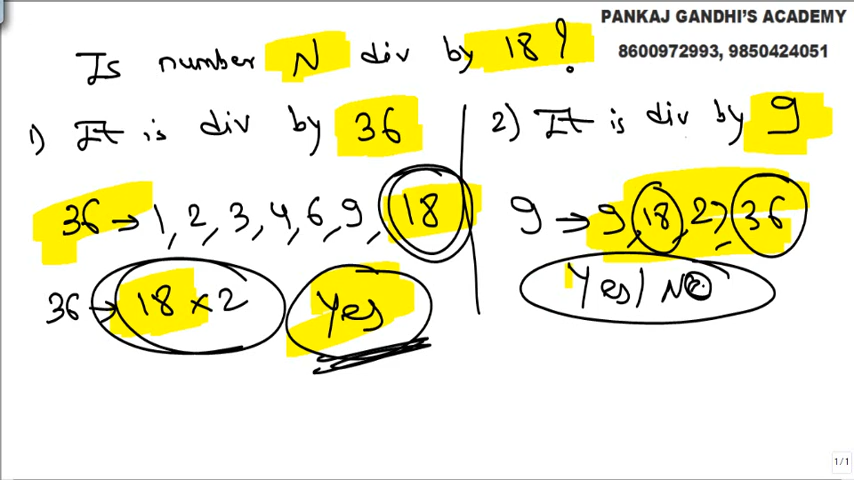 PANKAJ GANDHI'S ACADEMY
8600972993, 9850424051
Is number N div by 18?
1) It is div by 36
2) It is div by 9
36 → 1, 2, 3, 4, 6, 9, 18
9 → 9, 18, 27, 36
36 → 18 × 2
Yes
Yes/No
1/1